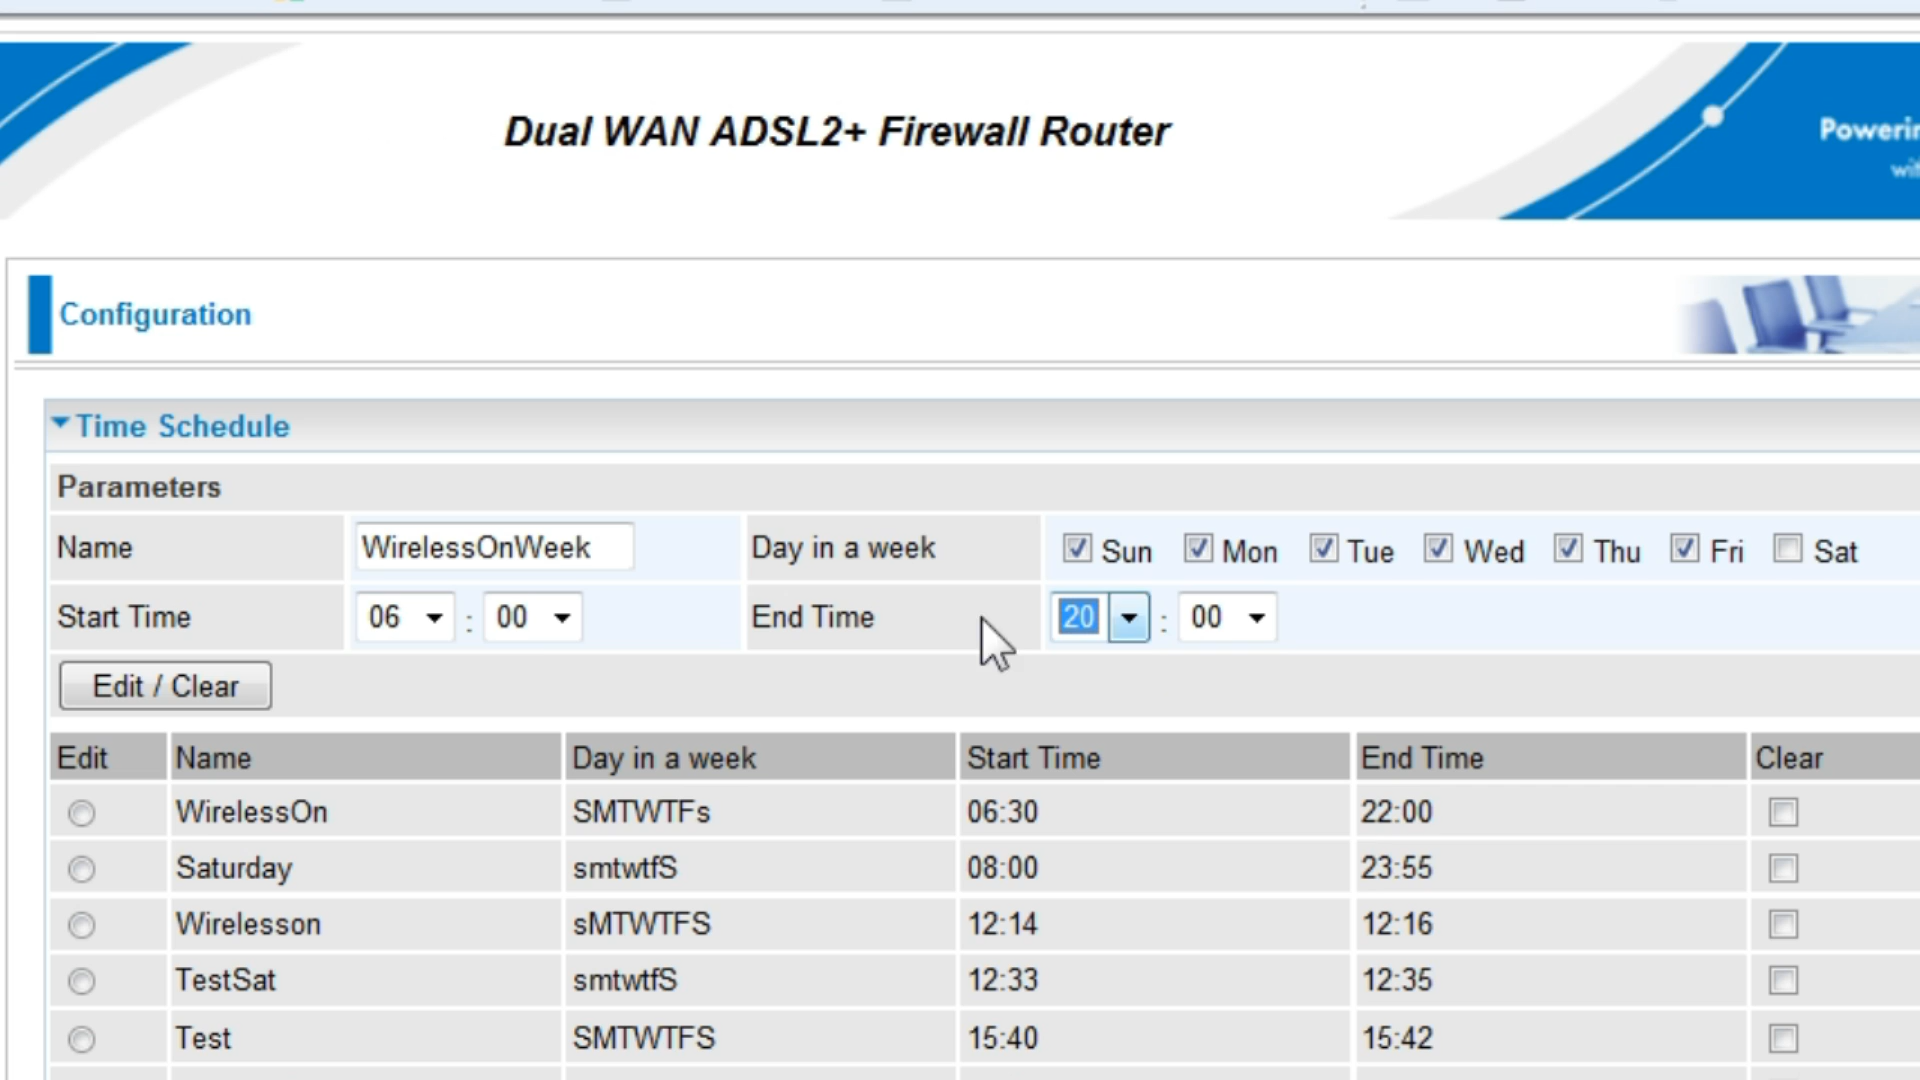 Dual WAN ADSL2+ Firewall Router
Configuration
Time Schedule
Parameters
Name WirelessOnWeek Day in a week Sun Mon Tue Wed Thu Fri Sat
Start Time 06 : 00 End Time 20 : 00
Edit / Clear
Edit Name Day in a week Start Time End Time Clear
WirelessOn SMTWTFs 06:30 22:00
Saturday smtwtfS 08:00 23:55
Wirelesson sMTWTFS 12:14 12:16
TestSat smtwtfS 12:33 12:35
Test SMTWTFS 15:40 15:42